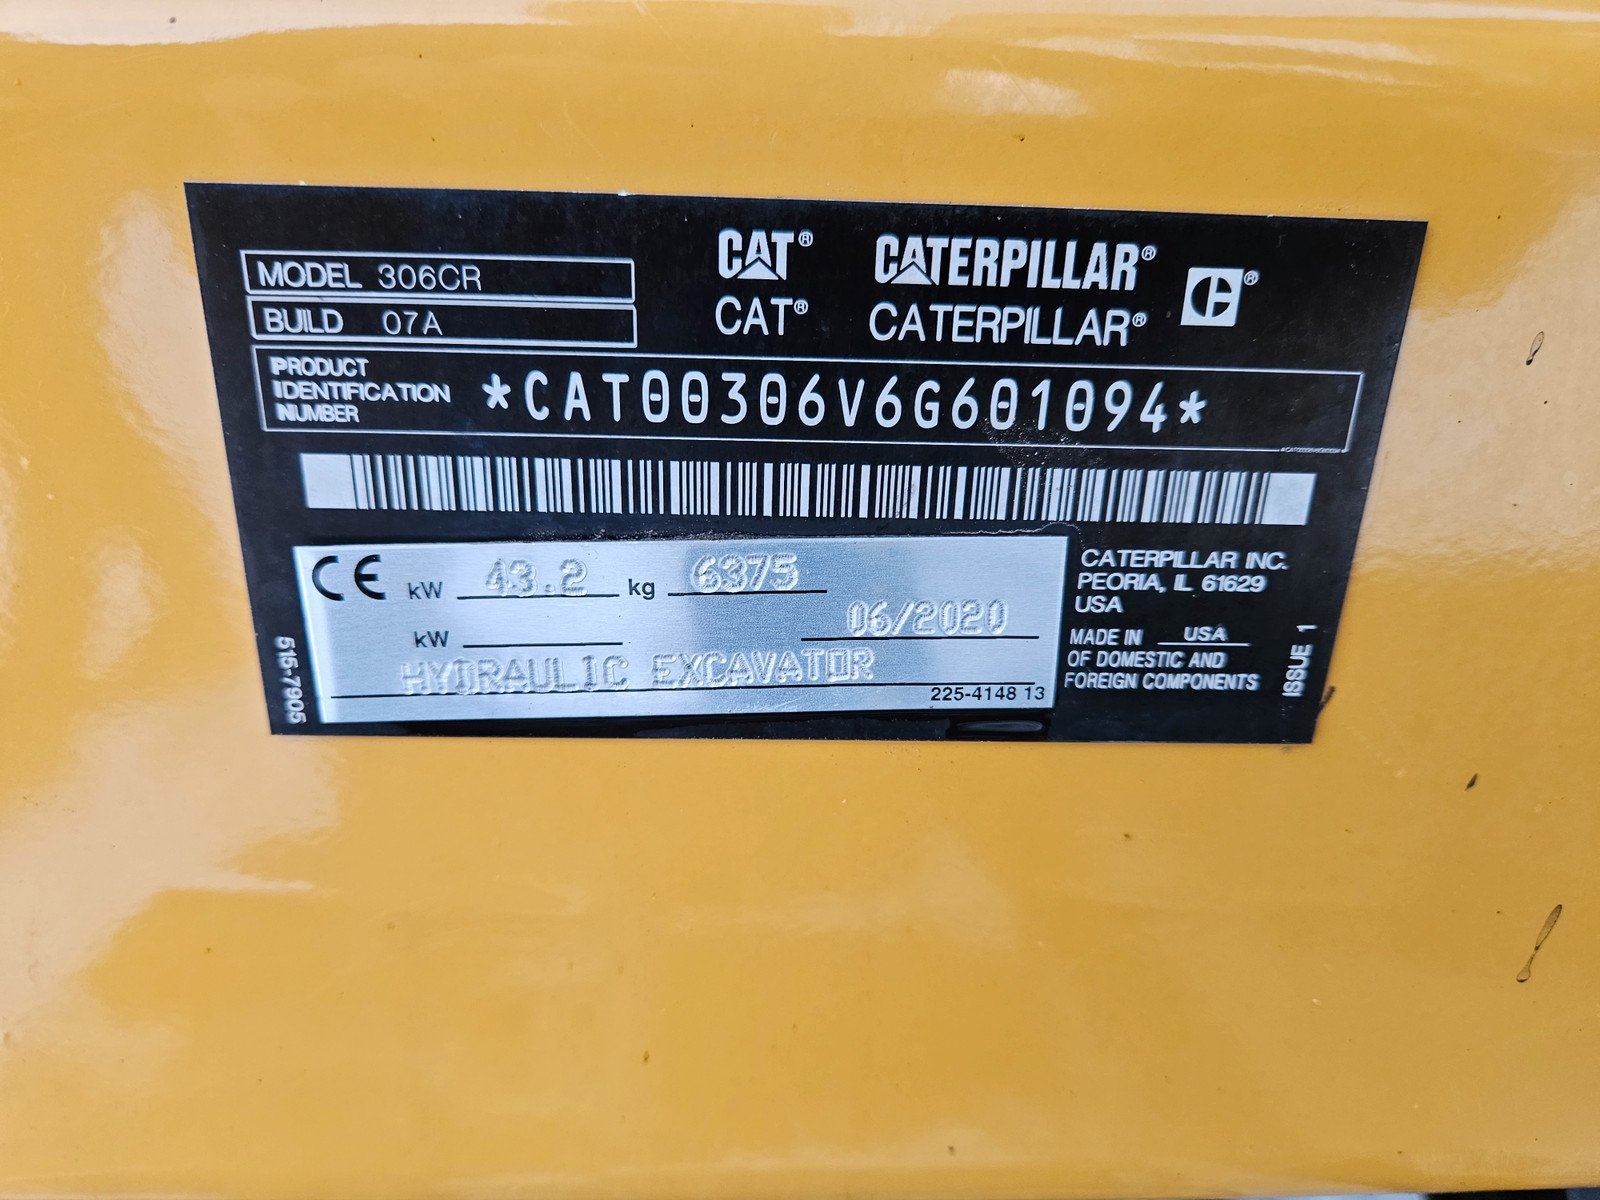 MODEL 306CR
BUILD 07A
CAT® CATERPILLAR® C®
CAT® CATERPILLAR®
PRODUCT
IDENTIFICATION
NUMBER
*CAT00306V6G601094*
CE kW 43.2 kg 6375
kW 06/2020
HYDRAULIC EXCAVATOR
225-4148 13
CATERPILLAR INC.
PEORIA, IL 61629
USA
MADE IN USA
OF DOMESTIC AND
FOREIGN COMPONENTS
515-7905
ISSUE 1